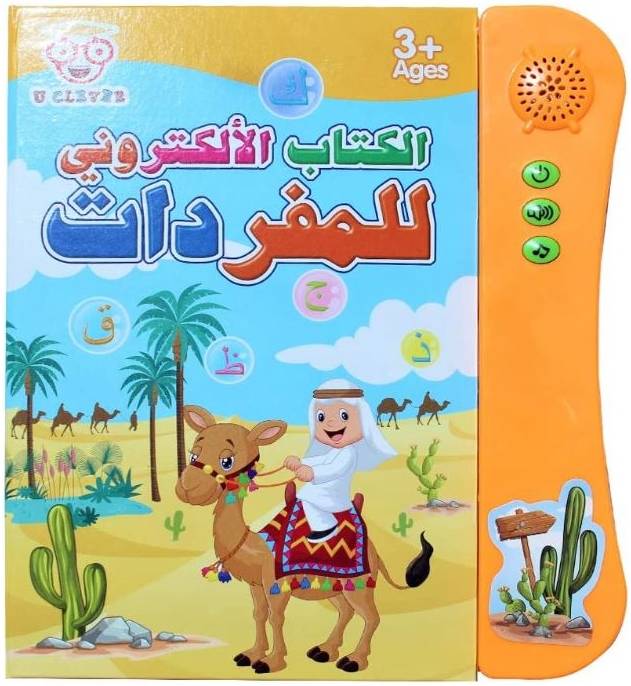 U CLEVER
3+
Ages
ك
الكتاب الألكتروني
للمفردات
ج
ق
ظ
ذ